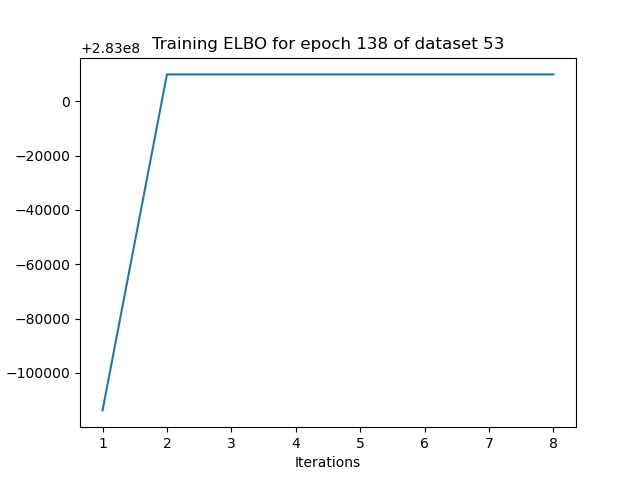 Training ELBO for epoch 138 of dataset 53
+2.83e8
0
−20000
−40000
−60000
−80000
−100000
1 2 3 4 5 6 7 8
Iterations